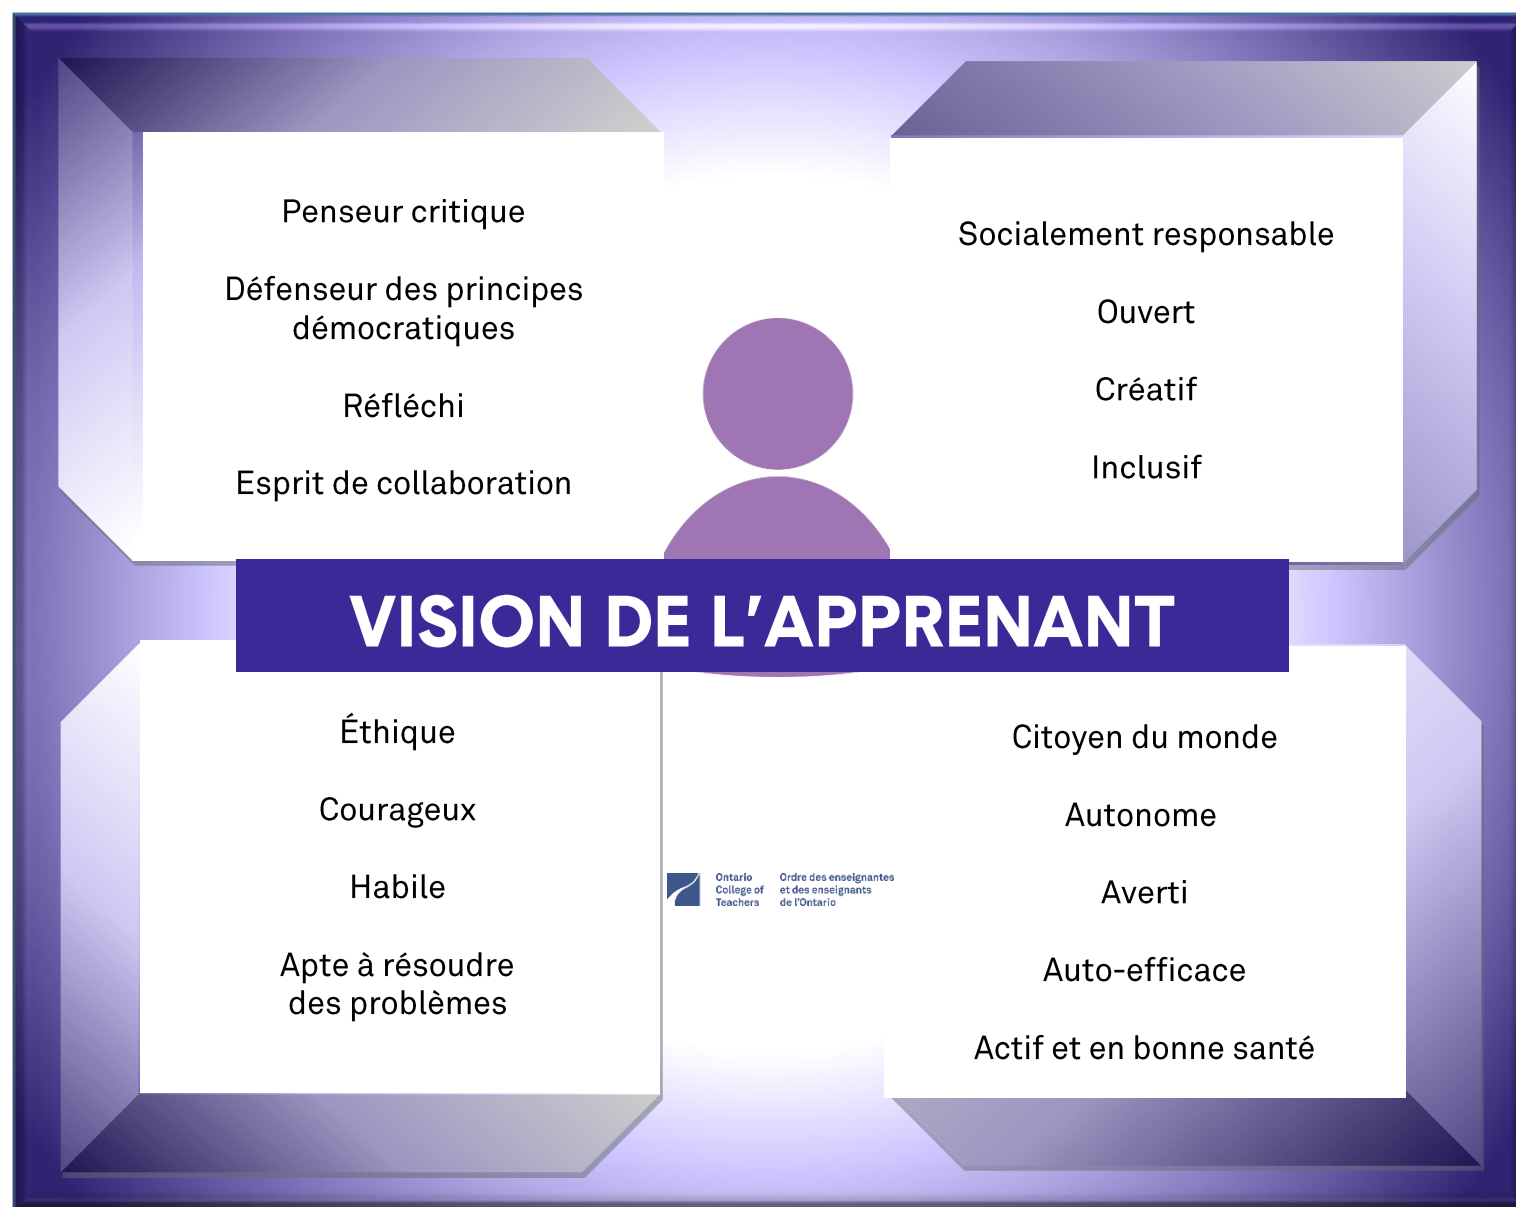 Penseur critique
Défenseur des principes
démocratiques
Réfléchi
Esprit de collaboration
Socialement responsable
Ouvert
Créatif
Inclusif
VISION DE L’APPRENANT
Éthique
Courageux
Habile
Apte à résoudre
des problèmes
Ontario
College of
Teachers
Ordre des enseignantes
et des enseignants
de l’Ontario
Citoyen du monde
Autonome
Averti
Auto-efficace
Actif et en bonne santé